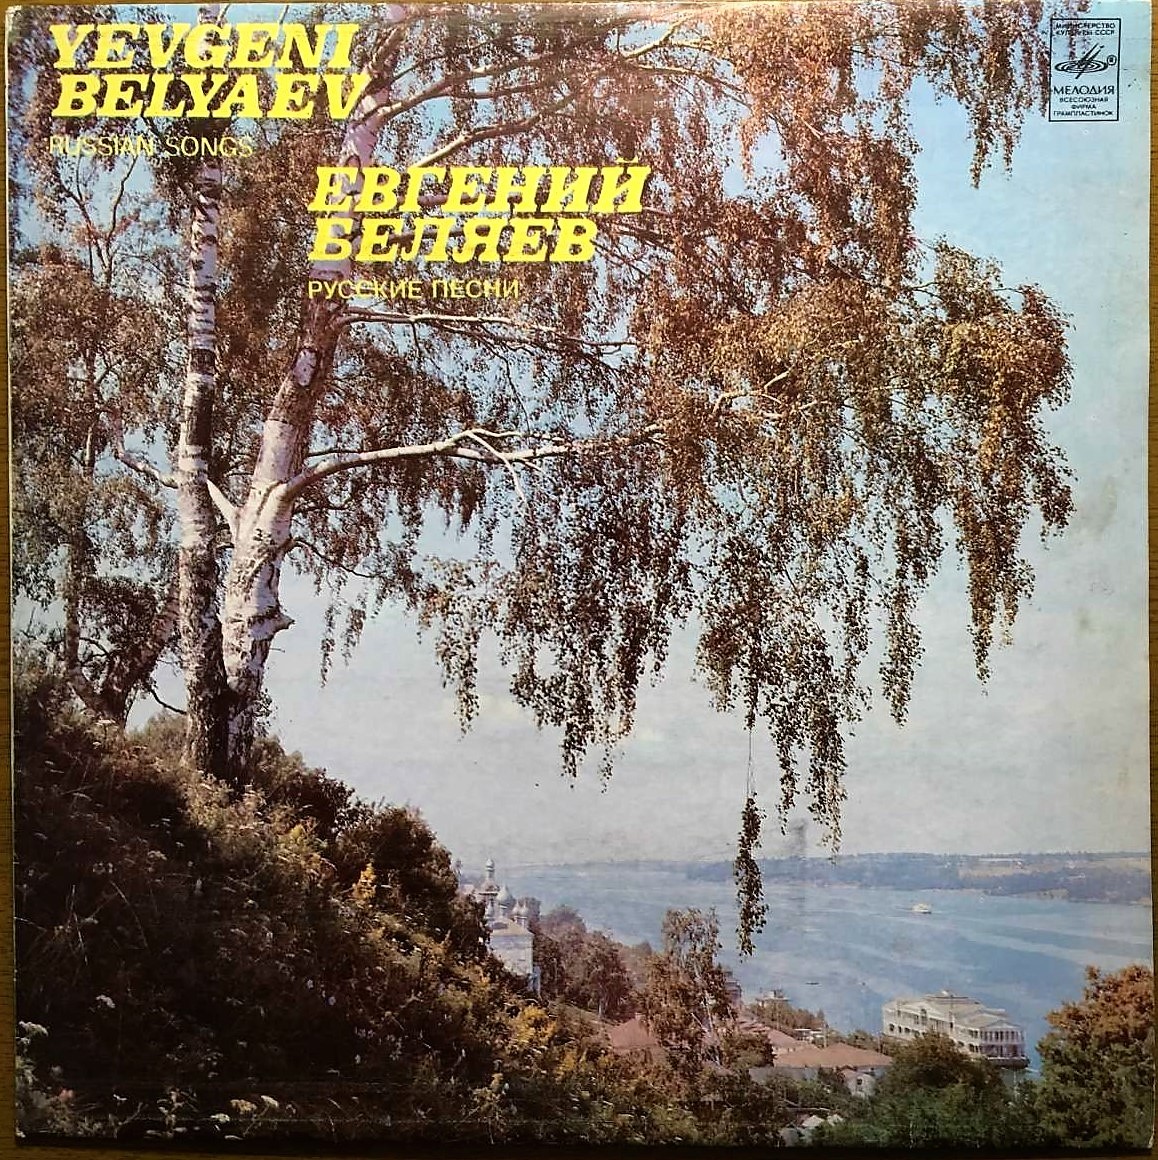 YEVGENI
BELYAEV
RUSSIAN SONGS
ЕВГЕНИЙ
БЕЛЯЕВ
РУССКИЕ ПЕСНИ
МИНИСТЕРСТВО
КУЛЬТУРЫ СССР
МЕЛОДИЯ
ВСЕСОЮЗНАЯ
ФИРМА
ГРАМПЛАСТИНОК